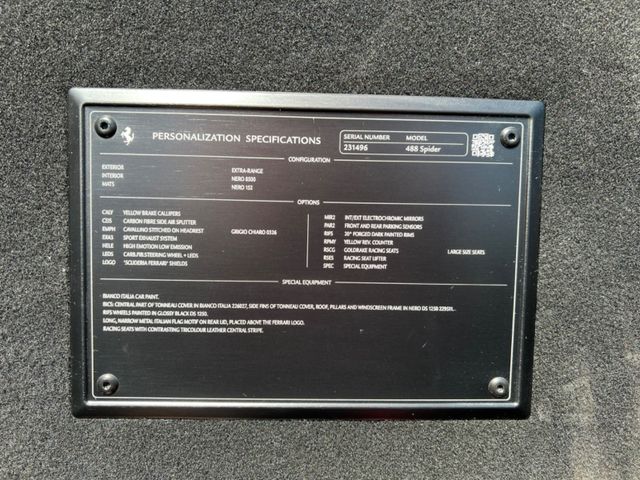 PERSONALIZATION SPECIFICATIONS
SERIAL NUMBER MODEL
231496 488 Spider
CONFIGURATION
EXTERIOR EXTRA-RANGE
INTERIOR NERO 8500
MATS NERO 152
OPTIONS
CALY YELLOW BRAKE CALLIPERS
CEIS CARBON FIBRE SIDE AIR SPLITTER
EMPH CAVALLINO STITCHED ON HEADREST GRIGIO CHIARO 0326
EXAS SPORT EXHAUST SYSTEM
HELE HIGH EMOTION LOW EMISSION
LEDS CARB.FIB.STEERING WHEEL + LEDS
LOGO "SCUDERIA FERRARI" SHIELDS
MIR2 INT/EXT ELECTROCHROMIC MIRRORS
PAR2 FRONT AND REAR PARKING SENSORS
RIFS 20" FORGED DARK PAINTED RIMS
RPMY YELLOW REV. COUNTER
RSCG GOLDRAKE RACING SEATS LARGE SIZE SEATS
RSES RACING SEAT LIFTER
SPEC SPECIAL EQUIPMENT
SPECIAL EQUIPMENT
BIANCO ITALIA CAR PAINT.
BICS: CENTRAL PART OF TONNEAU COVER IN BIANCO ITALIA 226027, SIDE FINS OF TONNEAU COVER, ROOF, PILLARS AND WINDSCREEN FRAME IN NERO DS 1250
RIFS WHEELS PAINTED IN GLOSSY BLACK DS 1250.
LONG, NARROW METAL ITALIAN FLAG MOTIF ON REAR LID, PLACED ABOVE THE FERRARI LOGO.
RACING SEATS WITH CONTRASTING TRICOLOUR LEATHER CENTRAL STRIPE.